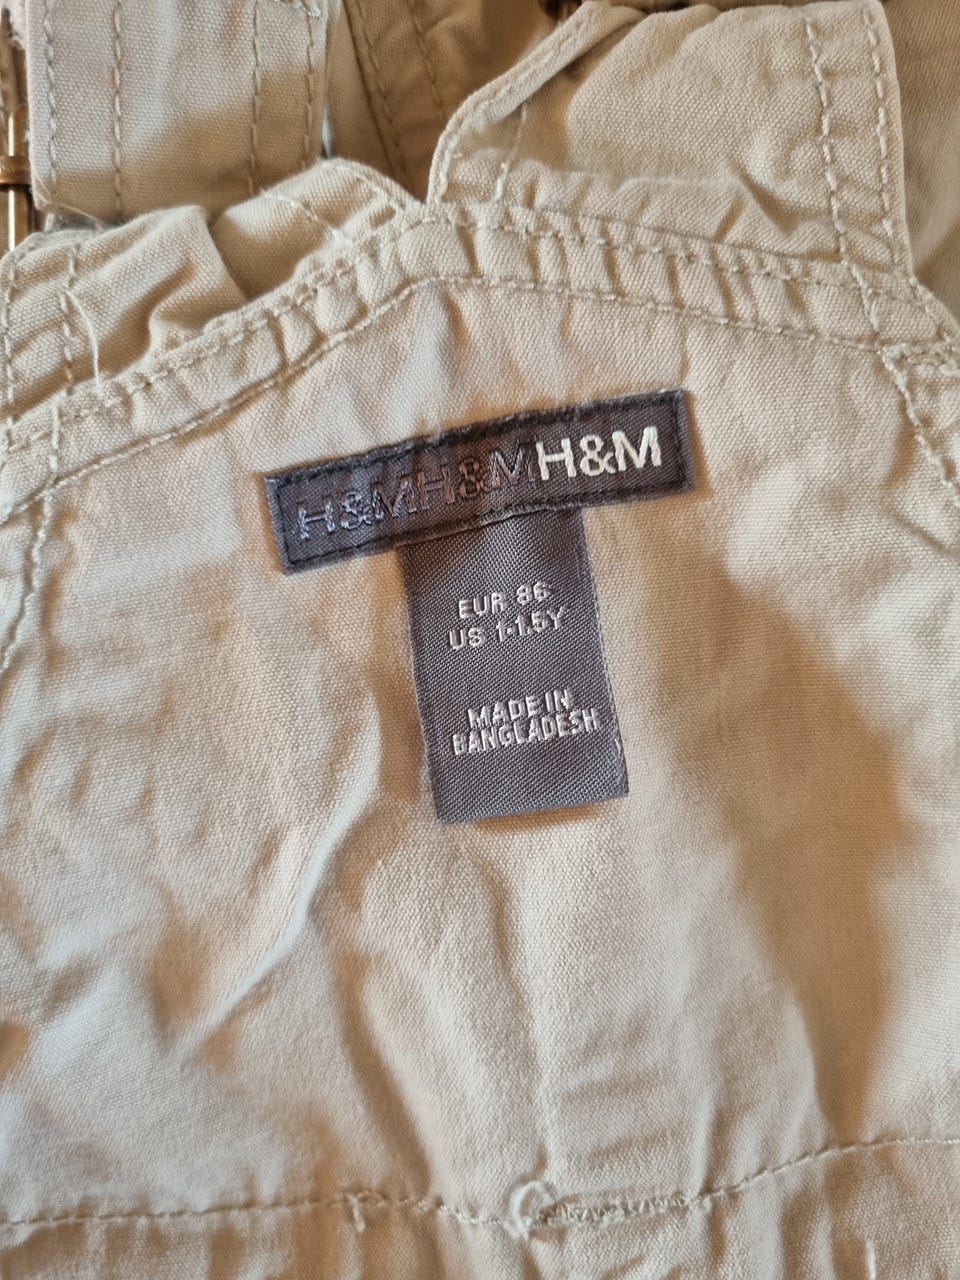 H&MH&MH&M
EUR 86
US 1-1.5Y
MADE IN
BANGLADESH